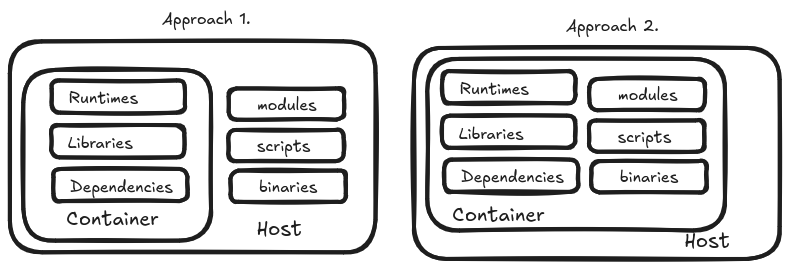 Approach 1.
Runtimes
Libraries
Dependencies
Container
modules
scripts
binaries
Host
Approach 2.
Runtimes
Libraries
Dependencies
modules
scripts
binaries
Container
Host